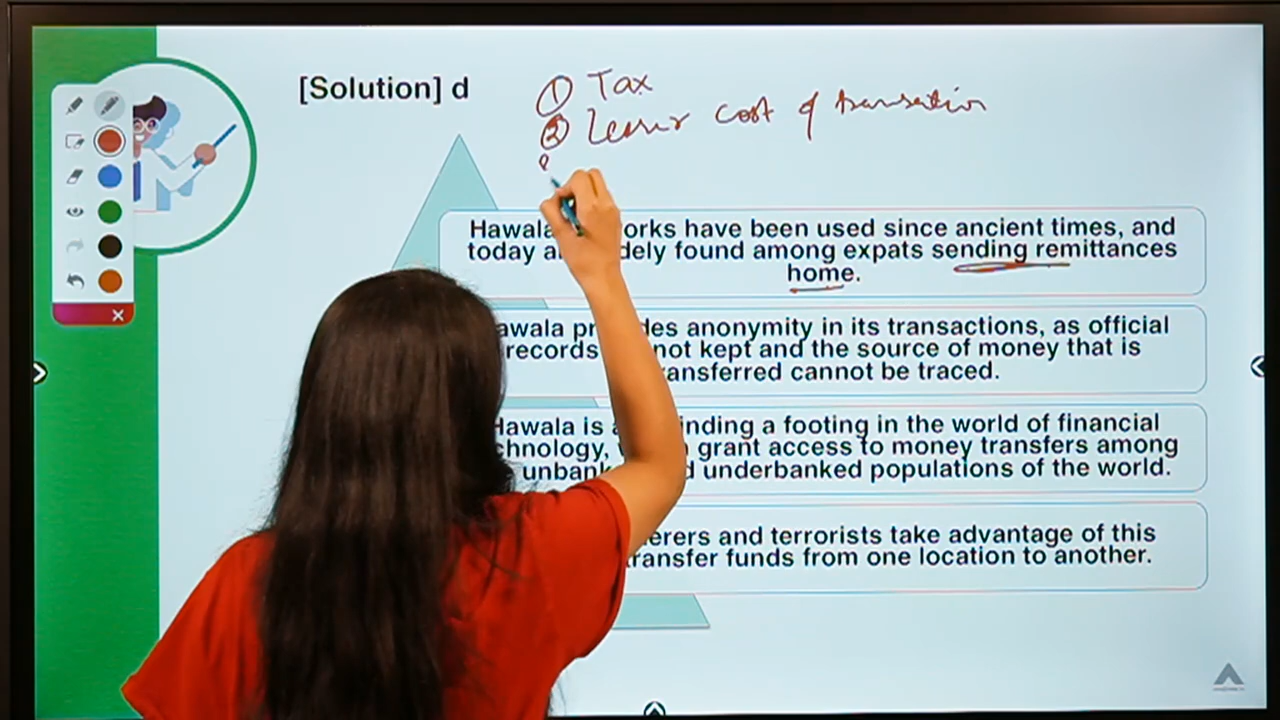 [Solution] d
① Tax
② Lesser cost of transaction
Hawala orks have been used since ancient times, and
today a dely found among expats sending remittances
home.
awala pr des anonymity in its transactions, as official
records not kept and the source of money that is
ransferred cannot be traced.
Hawala is a inding a footing in the world of financial
chnology, grant access to money transfers among
unbank d underbanked populations of the world.
erers and terrorists take advantage of this
transfer funds from one location to another.